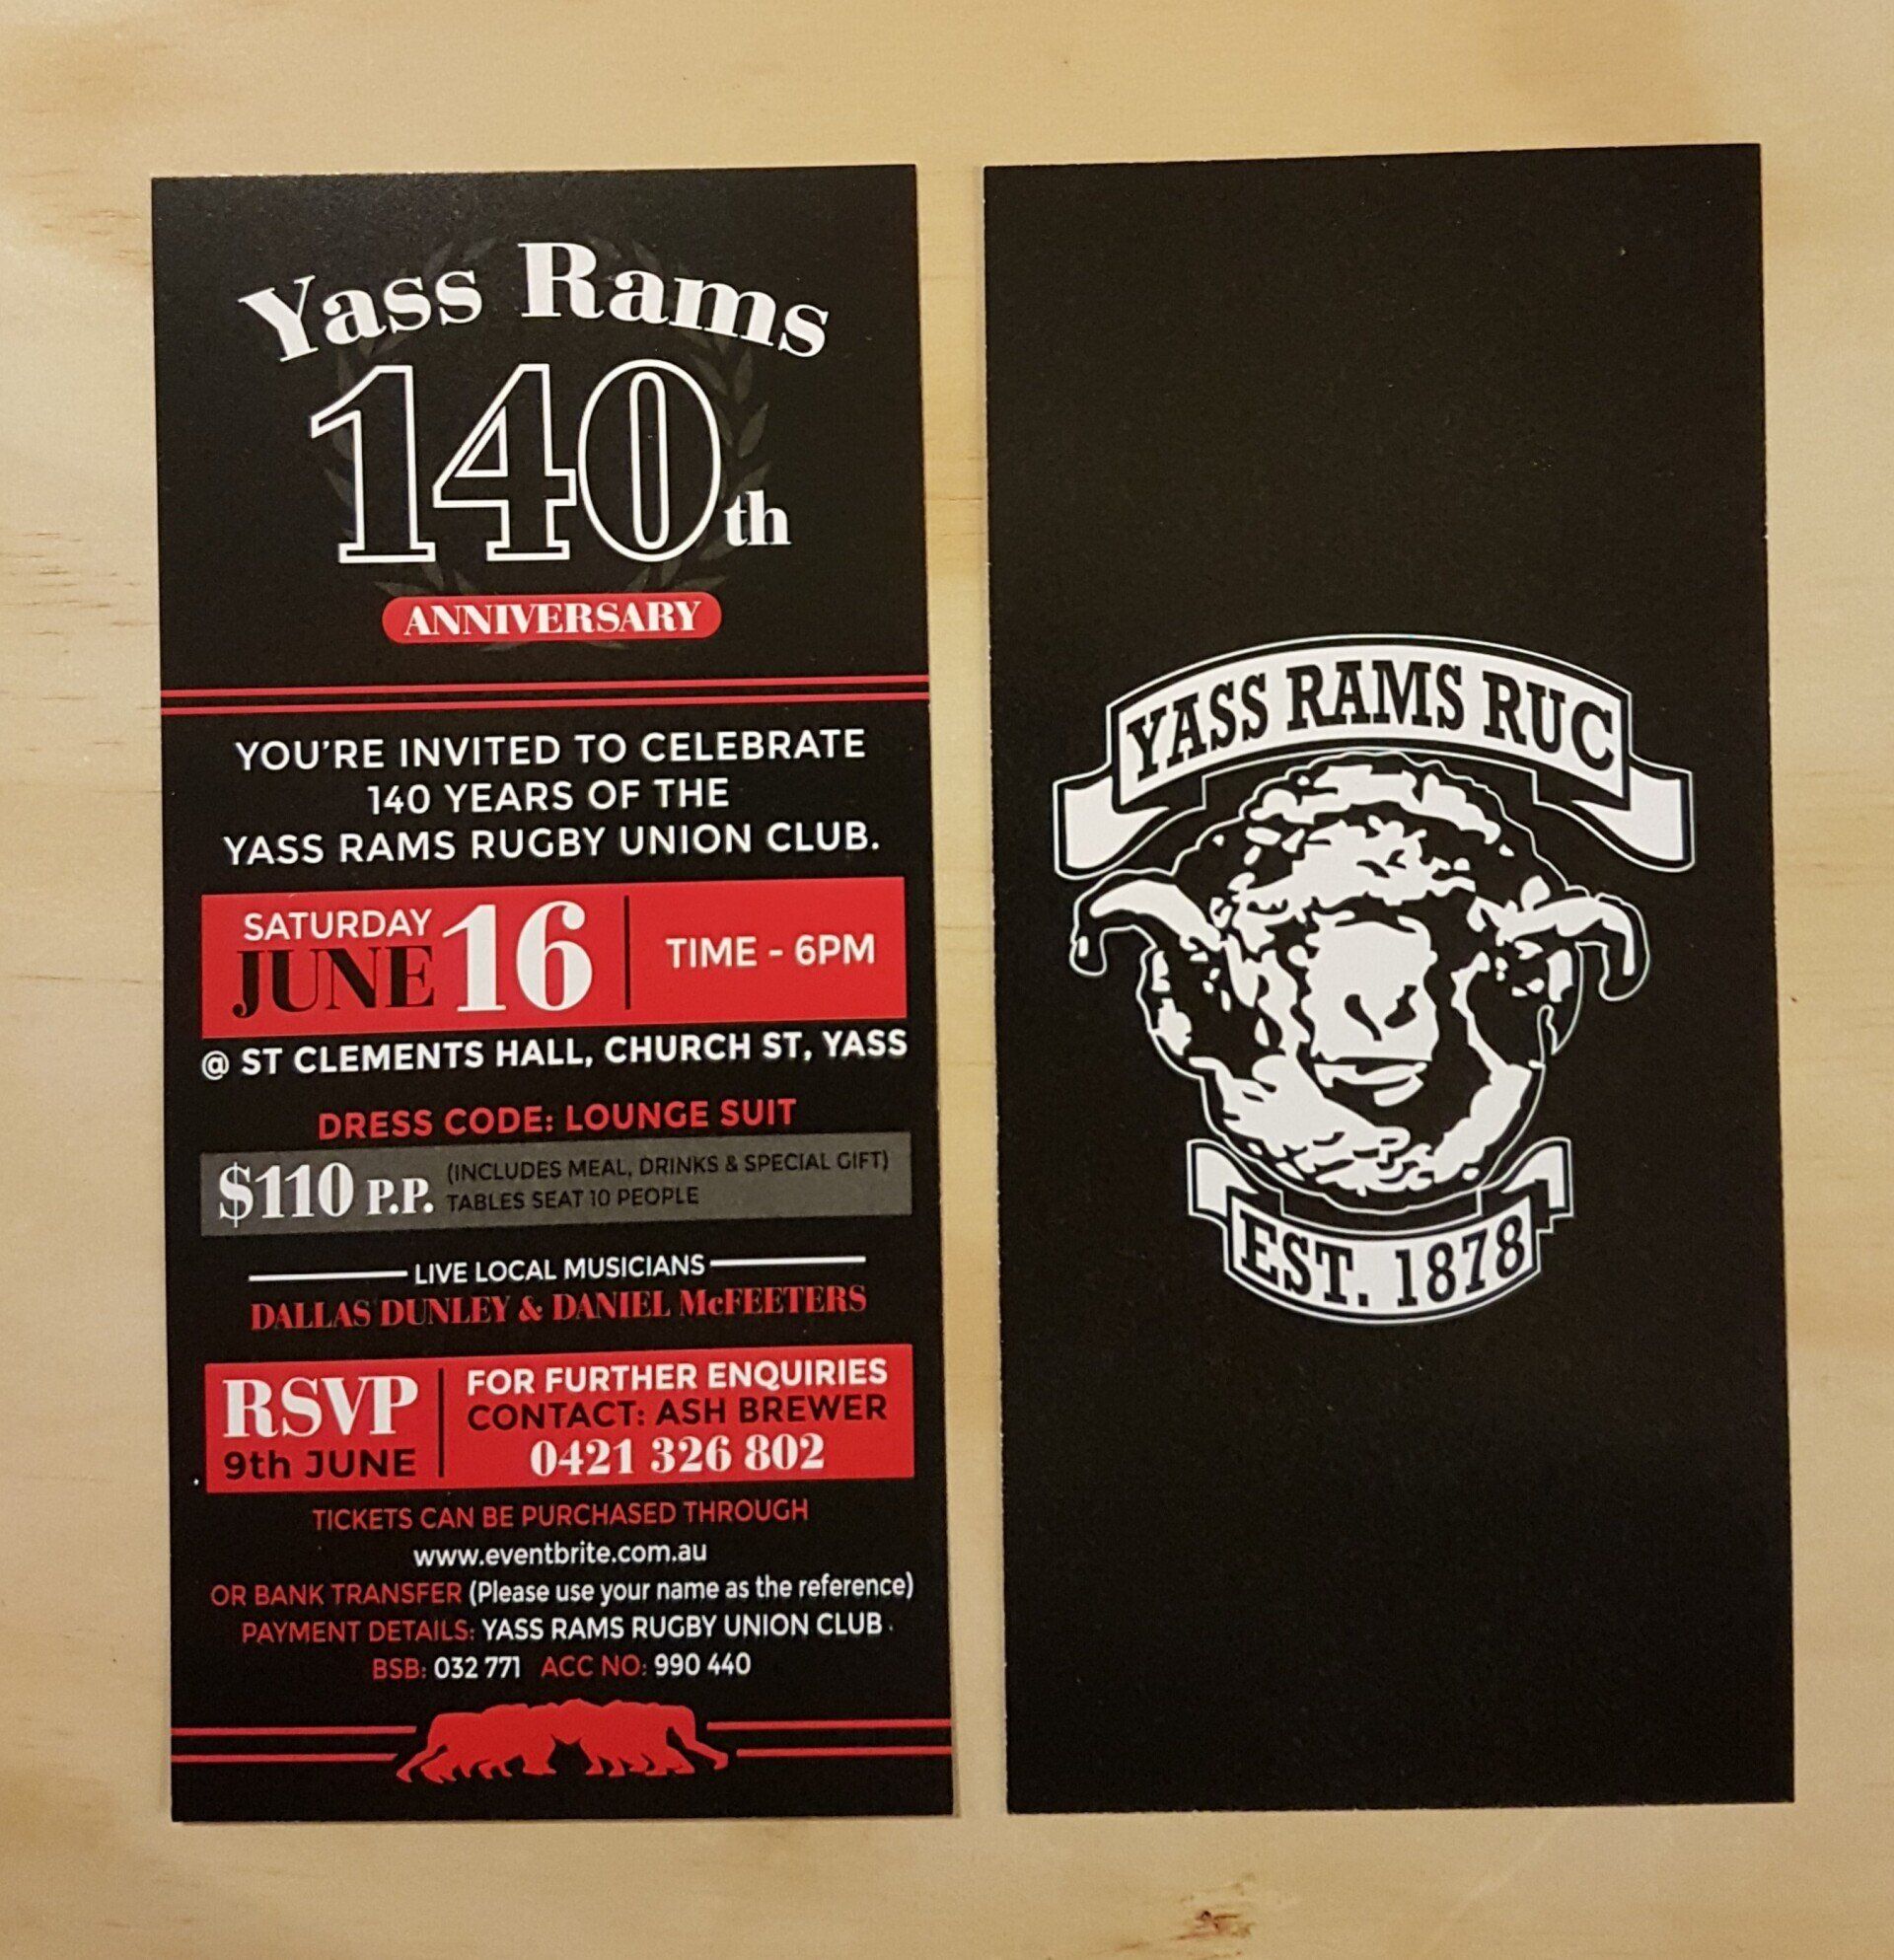 Yass Rams
140th
ANNIVERSARY
YOU'RE INVITED TO CELEBRATE
140 YEARS OF THE
YASS RAMS RUGBY UNION CLUB.
SATURDAY
JUNE 16
TIME - 6PM
@ ST CLEMENTS HALL, CHURCH ST, YASS
DRESS CODE: LOUNGE SUIT
$110 P.P.
(INCLUDES MEAL, DRINKS & SPECIAL GIFT)
TABLES SEAT 10 PEOPLE
LIVE LOCAL MUSICIANS
DALLAS DUNLEY & DANIEL McFEETERS
RSVP
9th JUNE
FOR FURTHER ENQUIRIES
CONTACT: ASH BREWER
0421 326 802
TICKETS CAN BE PURCHASED THROUGH
www.eventbrite.com.au
OR BANK TRANSFER (Please use your name as the reference)
PAYMENT DETAILS: YASS RAMS RUGBY UNION CLUB.
BSB: 032 771 ACC NO: 990 440
YASS RAMS RUC
EST. 1878